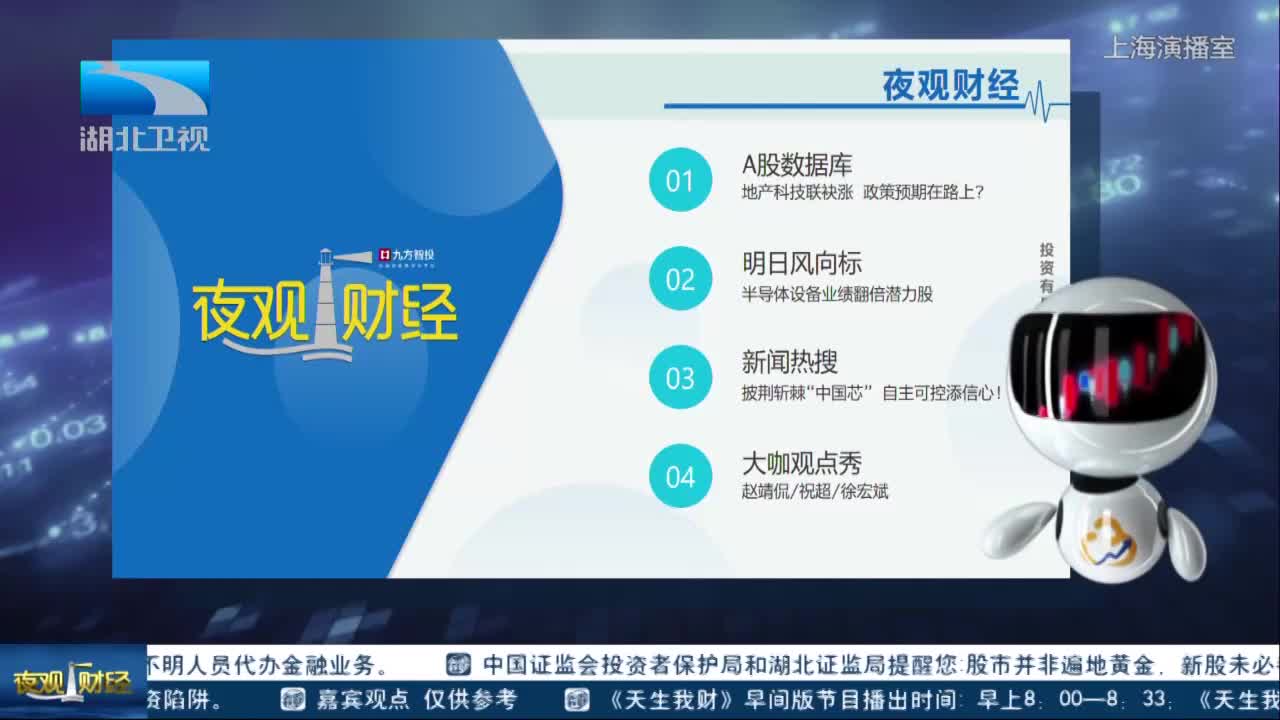 上海演播室
湖北卫视
夜观财经
九方智投
夜观财经
01
A股数据库
地产科技联袂涨 政策预期在路上?
02
明日风向标
半导体设备业绩翻倍潜力股
03
新闻热搜
披荆斩棘“中国芯” 自主可控添信心!
04
大咖观点秀
赵靖侃/祝超/徐宏斌
投资有
夜观财经
不明人员代办金融业务。 中国证监会投资者保护局和湖北证监局提醒您:股市并非遍地黄金,新股未必
资陷阱。 嘉宾观点 仅供参考 《天生我财》早间版节目播出时间:早上8:00—8:33; 《天生我